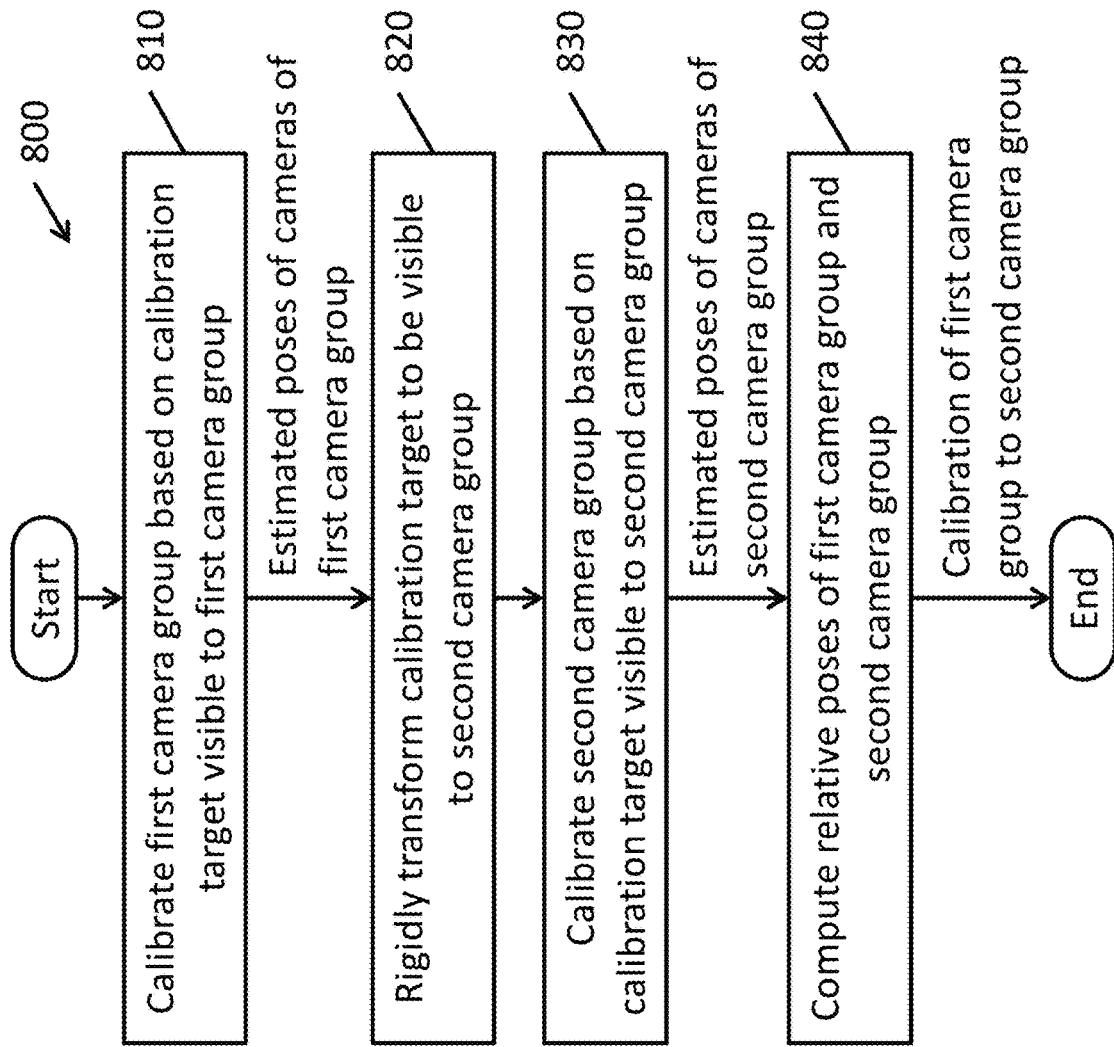 800
Start
Calibrate first camera group based on calibration
target visible to first camera group
810
Estimated poses of cameras of
first camera group
Rigidly transform calibration target to be visible
to second camera group
820
Calibrate second camera group based on
calibration target visible to second camera group
830
Estimated poses of cameras of
second camera group
Compute relative poses of first camera group and
second camera group
840
Calibration of first camera
group to second camera group
End